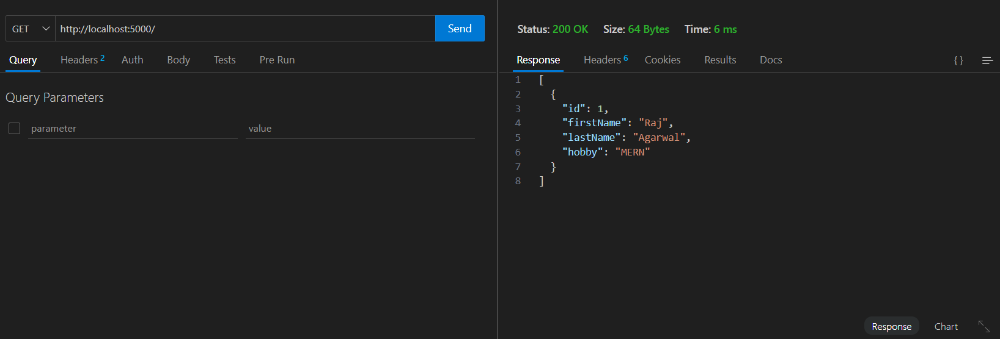 GET http://localhost:5000/ Send
Query Headers 2 Auth Body Tests Pre Run
Query Parameters
parameter value
Status: 200 OK Size: 64 Bytes Time: 6 ms
Response Headers 6 Cookies Results Docs { }
1 [
2 {
3 "id": 1,
4 "firstName": "Raj",
5 "lastName": "Agarwal",
6 "hobby": "MERN"
7 }
8 ]
Response Chart